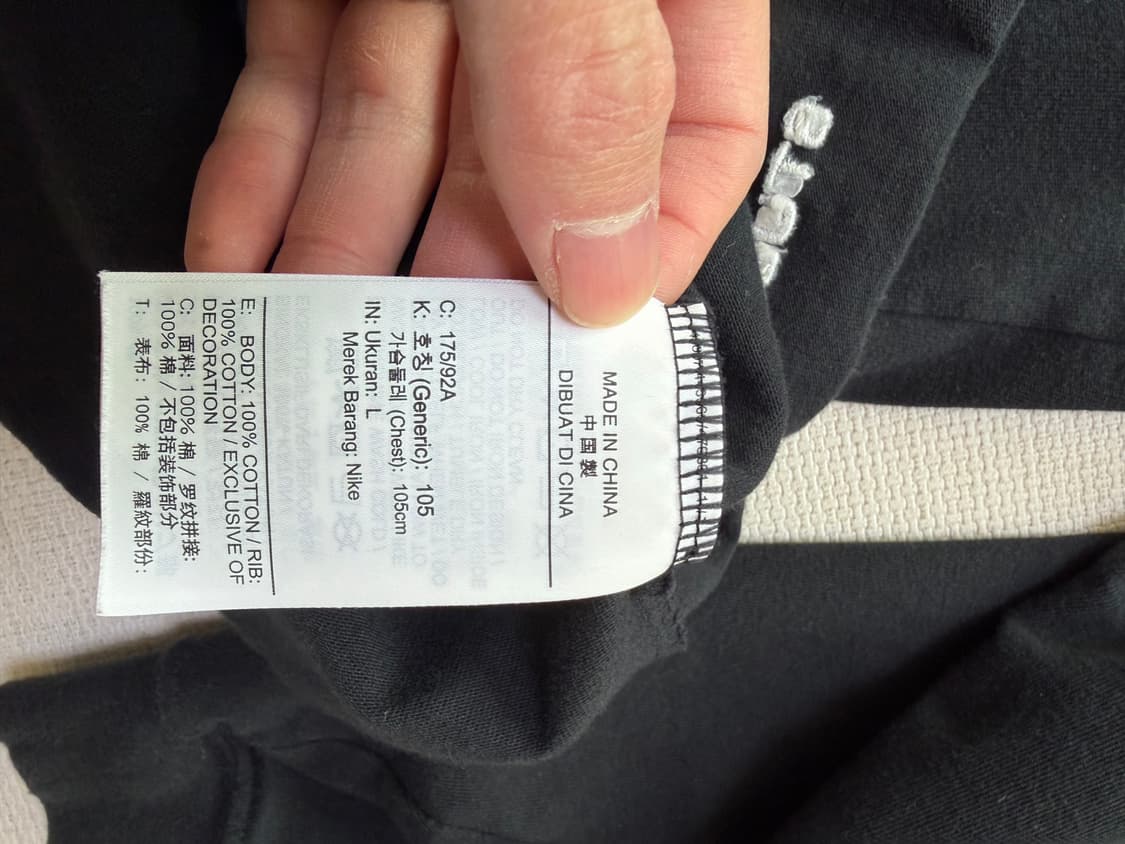 MADE IN CHINA
中国製
DIBUAT DI CINA
C: 175/92A
K: 호칭 (Generic): 105
가슴둘레 (Chest): 105cm
IN: Ukuran: L
Merek Barang: Nike
E: BODY: 100% COTTON / RIB:
100% COTTON / EXCLUSIVE OF
DECORATION
C: 面料: 100% 棉 / 罗纹拼接:
100% 棉 / 不包括装饰部分
T: 表布: 100% 棉 / 羅紋部份: